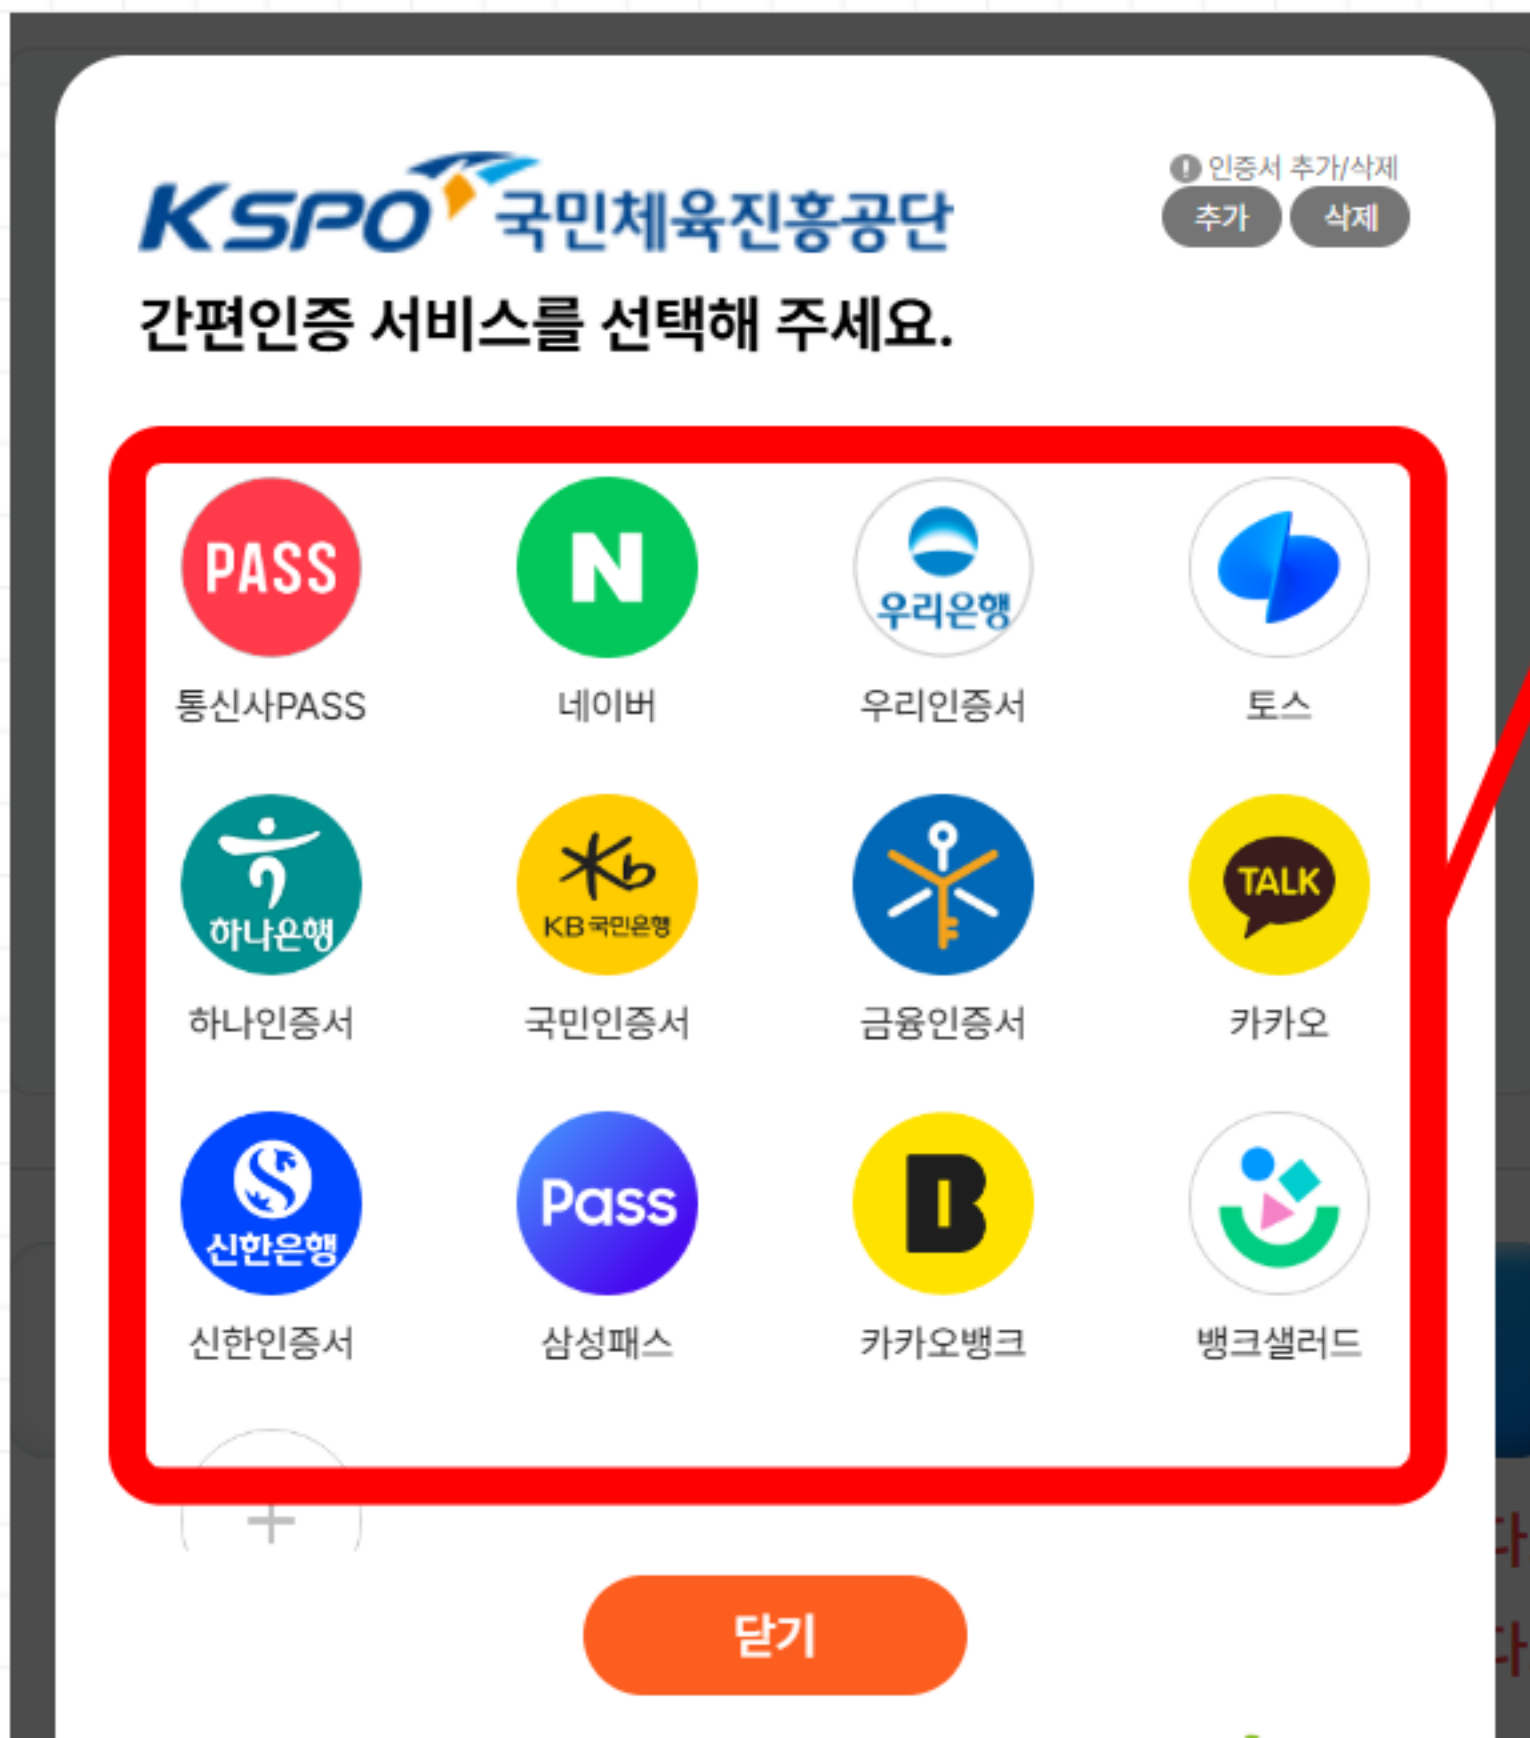 KSPO 국민체육진흥공단
! 인증서 추가/삭제
추가 삭제
간편인증 서비스를 선택해 주세요.
PASS N 우리은행
통신사PASS 네이버 우리인증서 토스
하나은행 Kb KB국민은행 TALK
하나인증서 국민인증서 금융인증서 카카오
신한은행 Pass B
신한인증서 삼성패스 카카오뱅크 뱅크샐러드
+
다
닫기
다